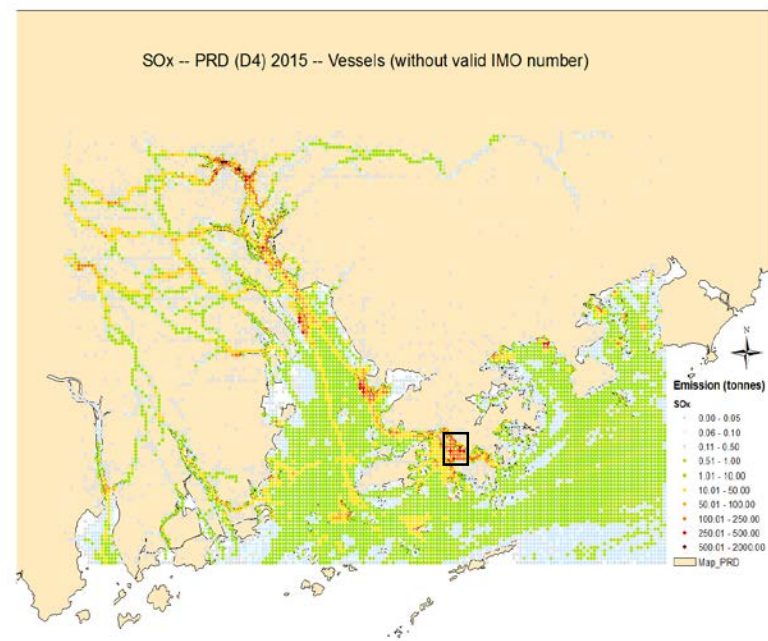 SOx -- PRD (D4) 2015 -- Vessels (without valid IMO number)
N
Emission (tonnes)
SOx
0.00 - 0.05
0.06 - 0.10
0.11 - 0.50
0.51 - 1.00
1.01 - 10.00
10.01 - 50.00
50.01 - 100.00
100.01 - 250.00
250.01 - 500.00
500.01 - 2000.00
Map_PRD